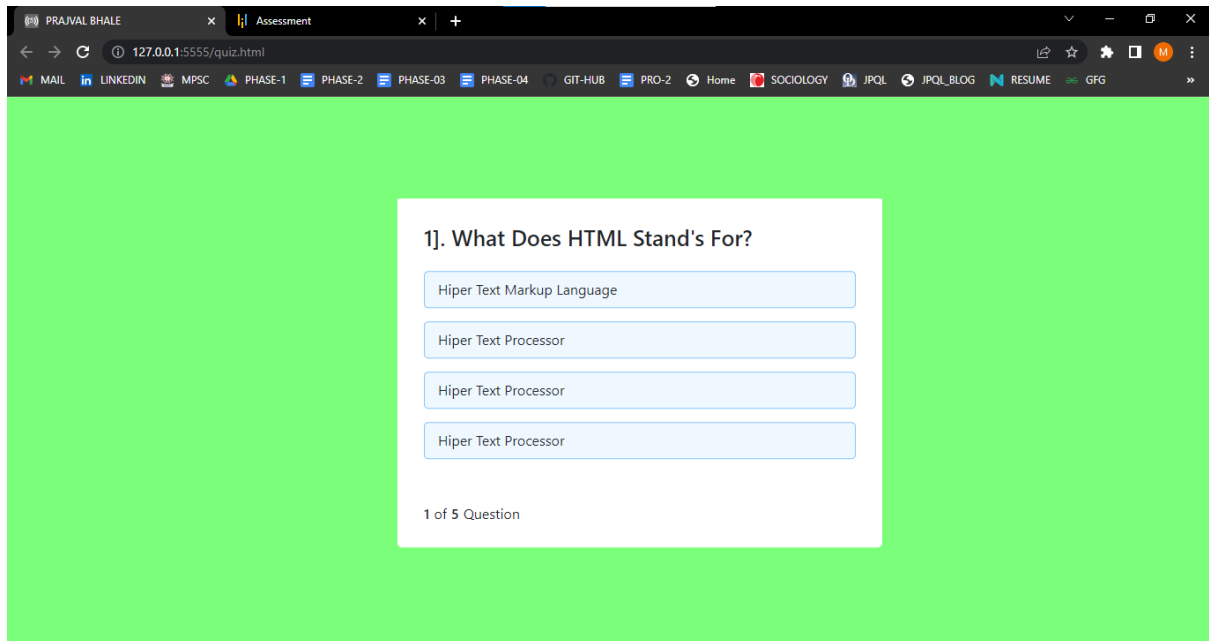 PRAJVAL BHALE Assessment
127.0.0.1:5555/quiz.html M
MAIL in LINKEDIN MPSC PHASE-1 PHASE-2 PHASE-03 PHASE-04 GIT-HUB PRO-2 Home SOCIOLOGY JPQL JPQL_BLOG RESUME GFG »
1]. What Does HTML Stand's For?
Hiper Text Markup Language
Hiper Text Processor
Hiper Text Processor
Hiper Text Processor
1 of 5 Question